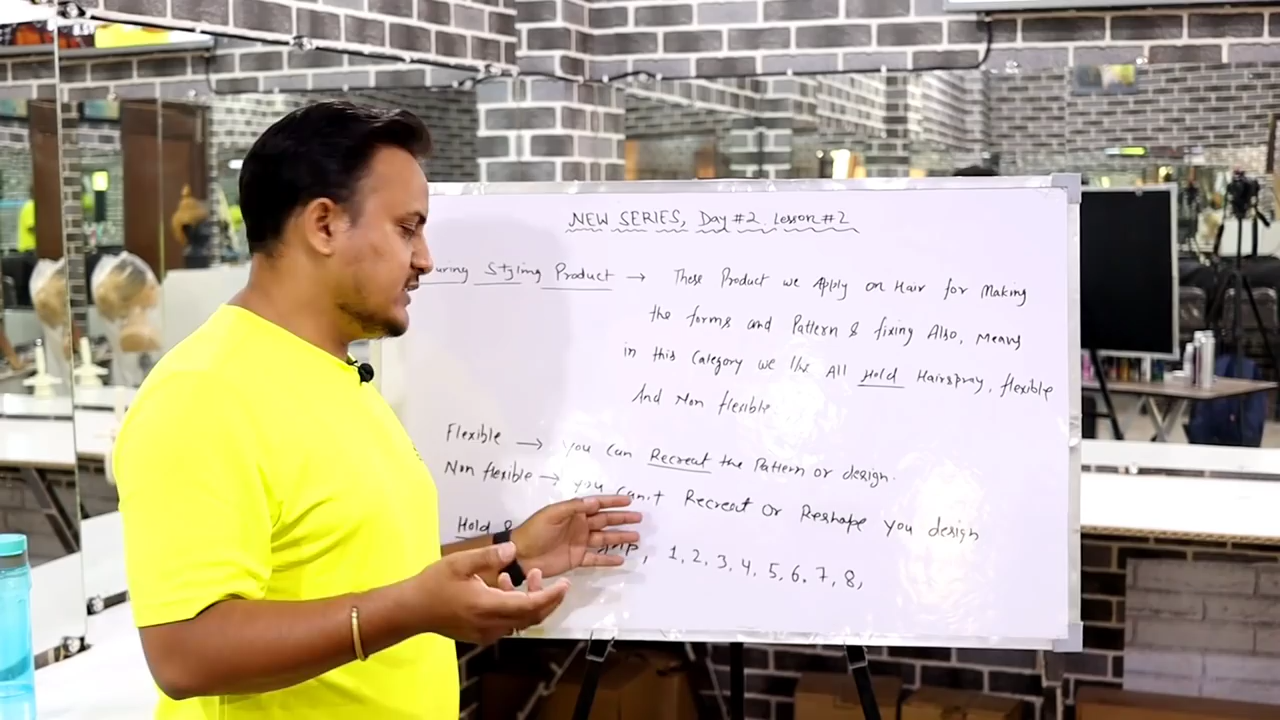 NEW SERIES, Day #2, Lesson #2
uring Styling Product → These Product we Apply on Hair for Making
the forms and Pattern & fixing Also, Means
in this Category we Use All Hold Hairspray, flexible
And Non flexible
Flexible → you can Recreat the Pattern or design.
Non flexible → you can't Recreat or Reshape you design
Hold & 1, 2, 3, 4, 5, 6, 7, 8,